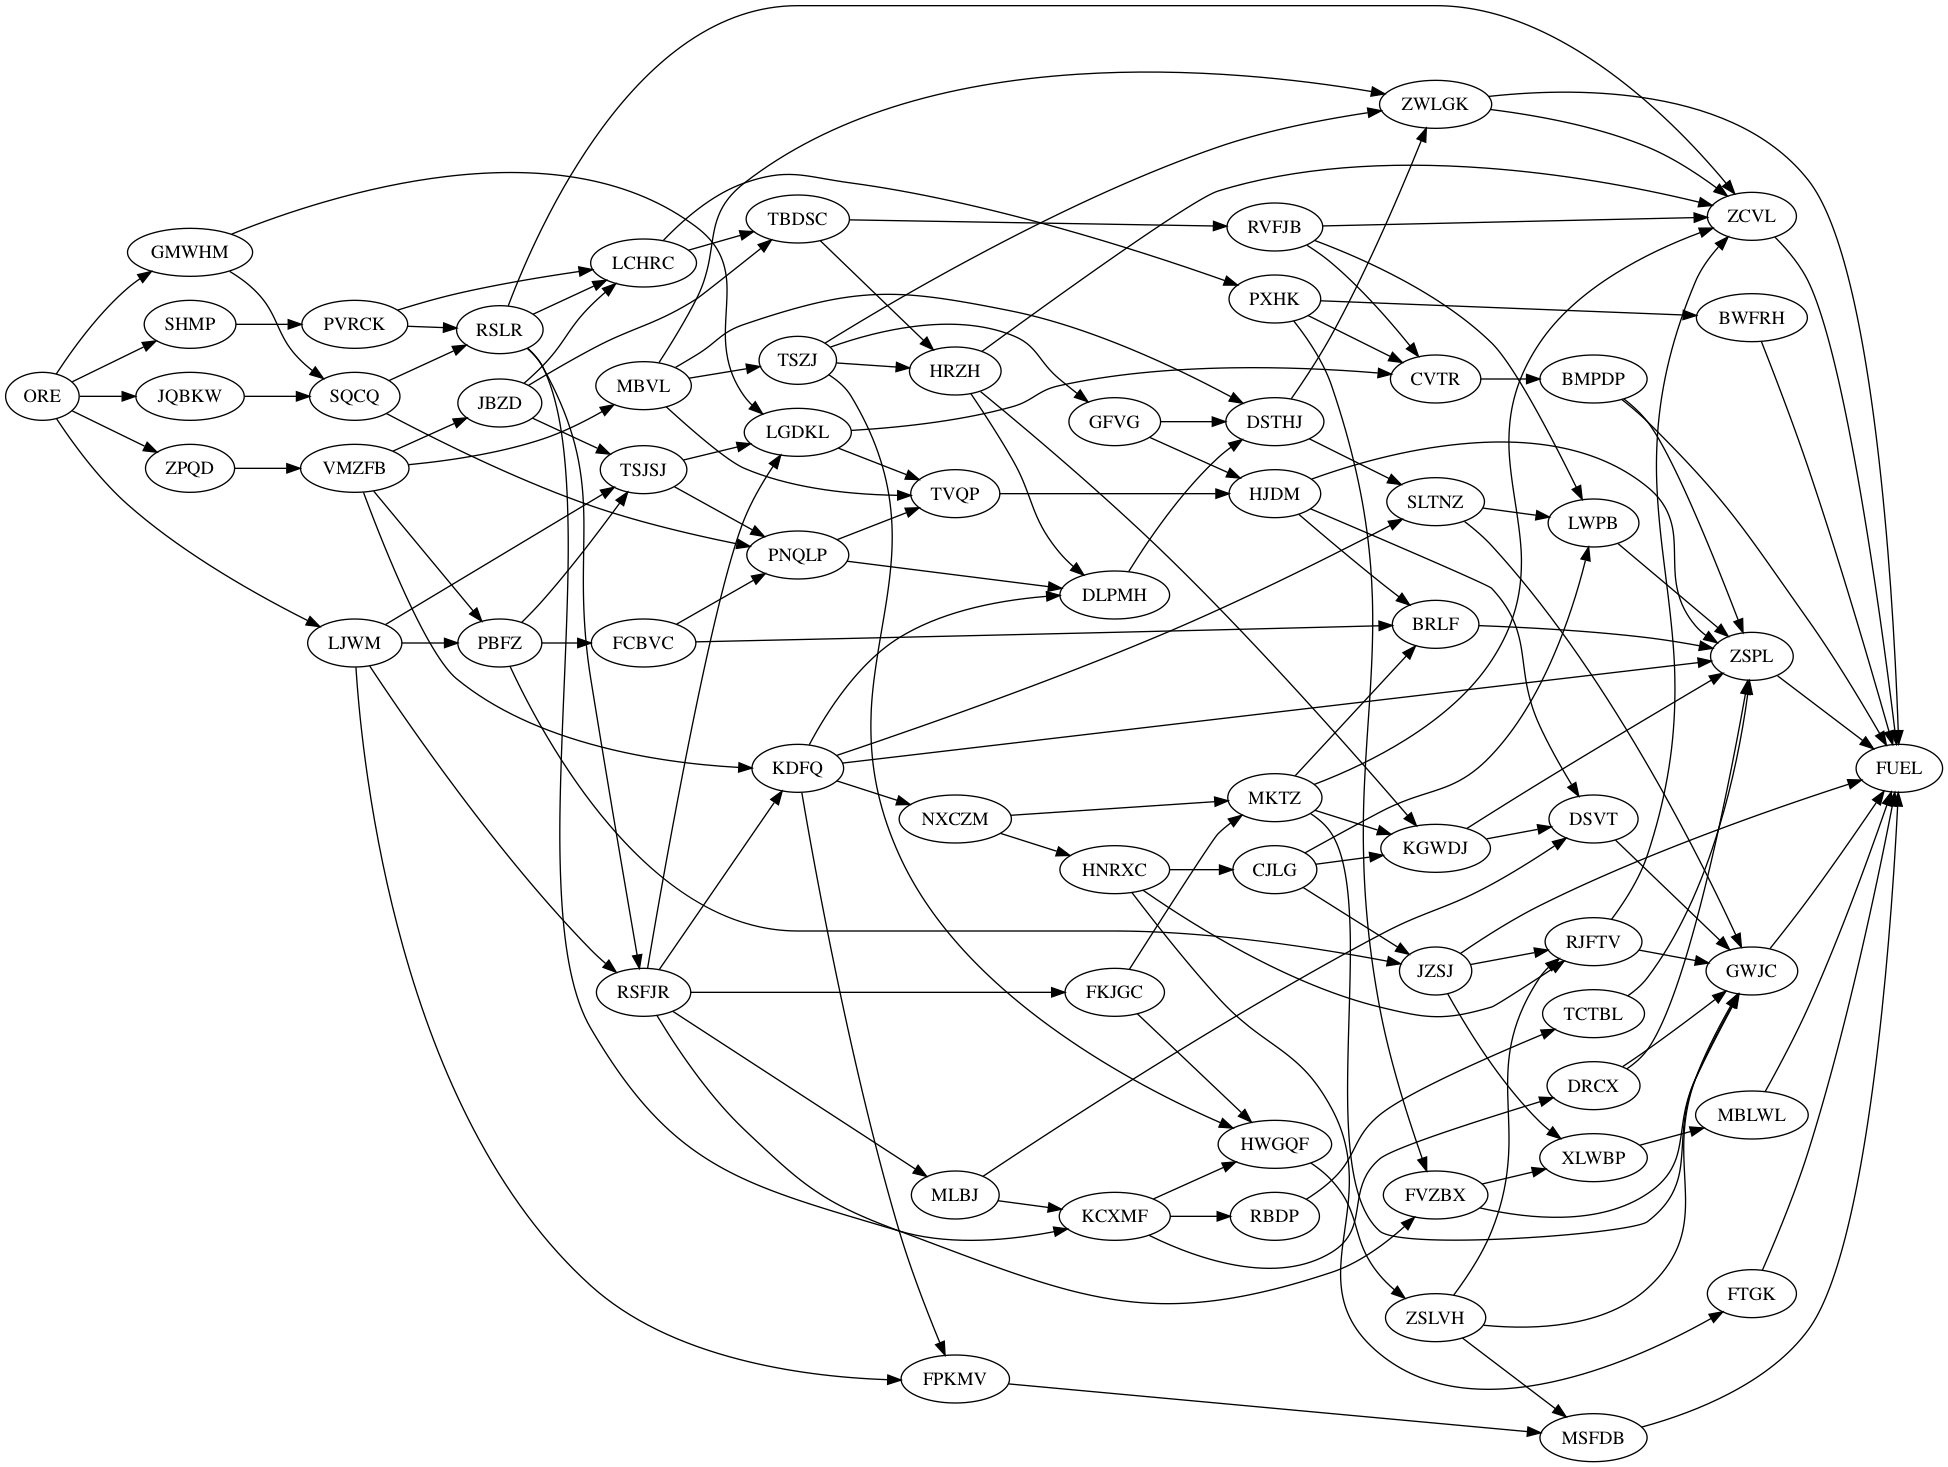 ZWLGK
TBDSC
ZCVL
RVFJB
GMWHM
LCHRC
PXHK
BWFRH
SHMP
PVRCK
RSLR
TSZJ
HRZH
CVTR
BMPDP
MBVL
ORE
JQBKW
SQCQ
JBZD
GFVG
DSTHJ
LGDKL
ZPQD
VMZFB
TSJSJ
TVQP
HJDM
SLTNZ
LWPB
PNQLP
DLPMH
BRLF
LJWM
PBFZ
FCBVC
ZSPL
KDFQ
FUEL
MKTZ
NXCZM
DSVT
KGWDJ
HNRXC
CJLG
RJFTV
JZSJ
GWJC
RSFJR
FKJGC
TCTBL
DRCX
MBLWL
HWGQF
XLWBP
MLBJ
FVZBX
KCXMF
RBDP
FTGK
ZSLVH
FPKMV
MSFDB